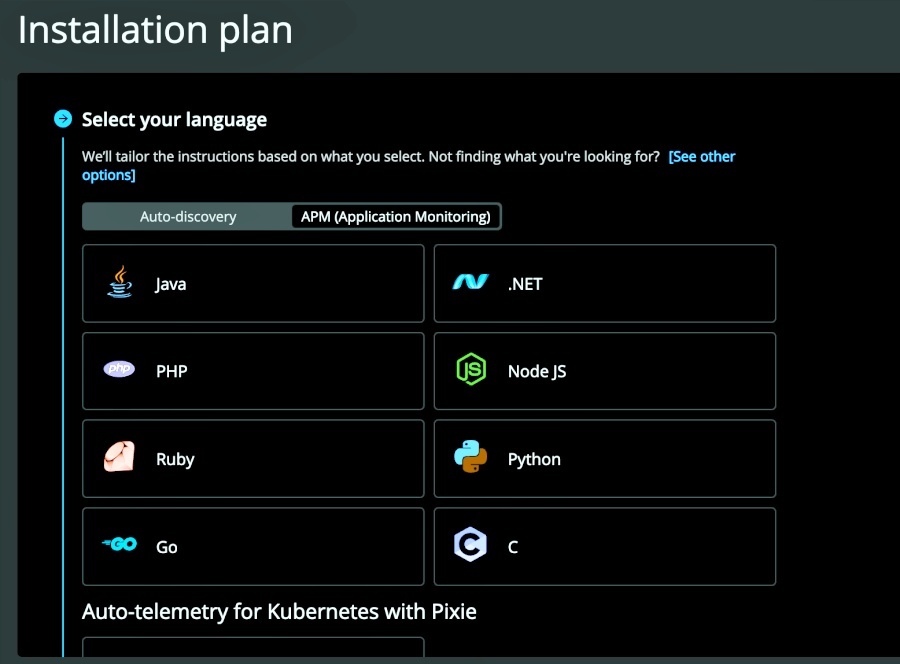 Installation plan
Select your language
We'll tailor the instructions based on what you select. Not finding what you're looking for? [See other
options]
Auto-discovery APM (Application Monitoring)
Java .NET
php PHP JS Node JS
Ruby Python
GO Go C C
Auto-telemetry for Kubernetes with Pixie